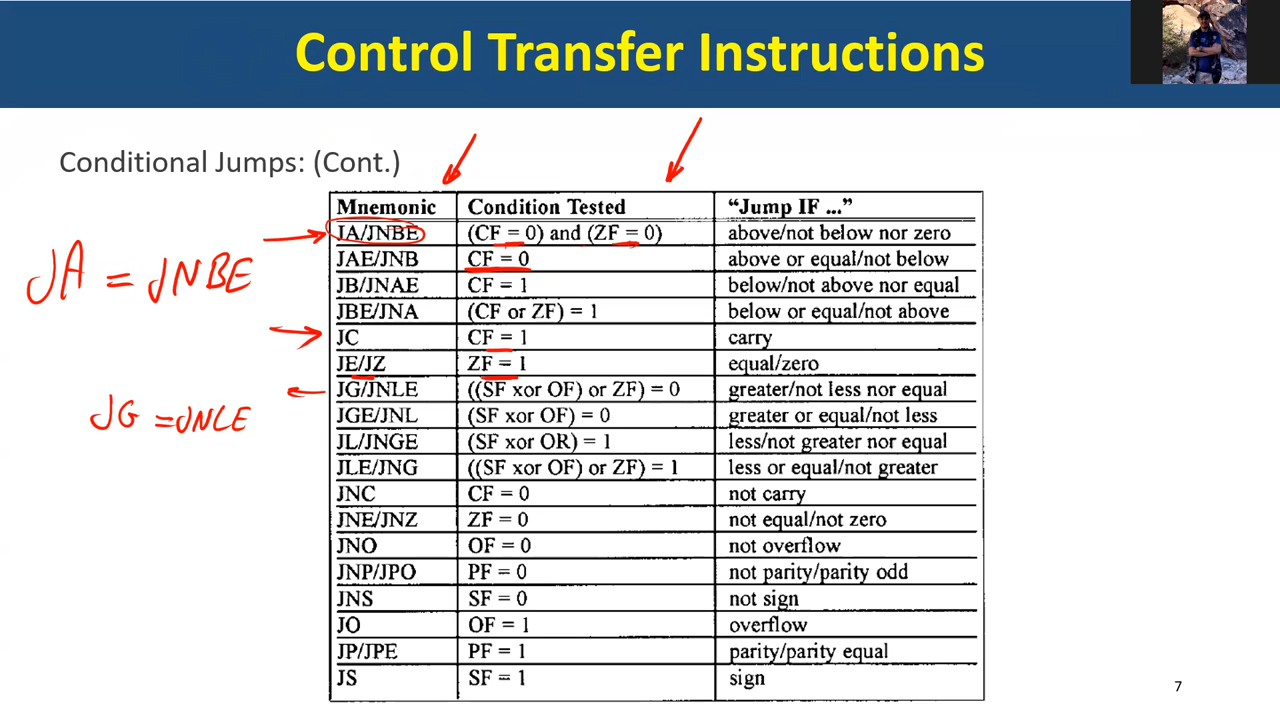 Control Transfer Instructions
Conditional Jumps: (Cont.)
Mnemonic Condition Tested "Jump IF ..."
JA/JNBE (CF = 0) and (ZF = 0) above/not below nor zero
JAE/JNB CF = 0 above or equal/not below
JA = JNBE
JB/JNAE CF = 1 below/not above nor equal
JBE/JNA (CF or ZF) = 1 below or equal/not above
JC CF = 1 carry
JE/JZ ZF = 1 equal/zero
JG/JNLE ((SF xor OF) or ZF) = 0 greater/not less nor equal
JG = JNLE
JGE/JNL (SF xor OF) = 0 greater or equal/not less
JL/JNGE (SF xor OR) = 1 less/not greater nor equal
JLE/JNG ((SF xor OF) or ZF) = 1 less or equal/not greater
JNC CF = 0 not carry
JNE/JNZ ZF = 0 not equal/not zero
JNO OF = 0 not overflow
JNP/JPO PF = 0 not parity/parity odd
JNS SF = 0 not sign
JO OF = 1 overflow
JP/JPE PF = 1 parity/parity equal
JS SF = 1 sign
7